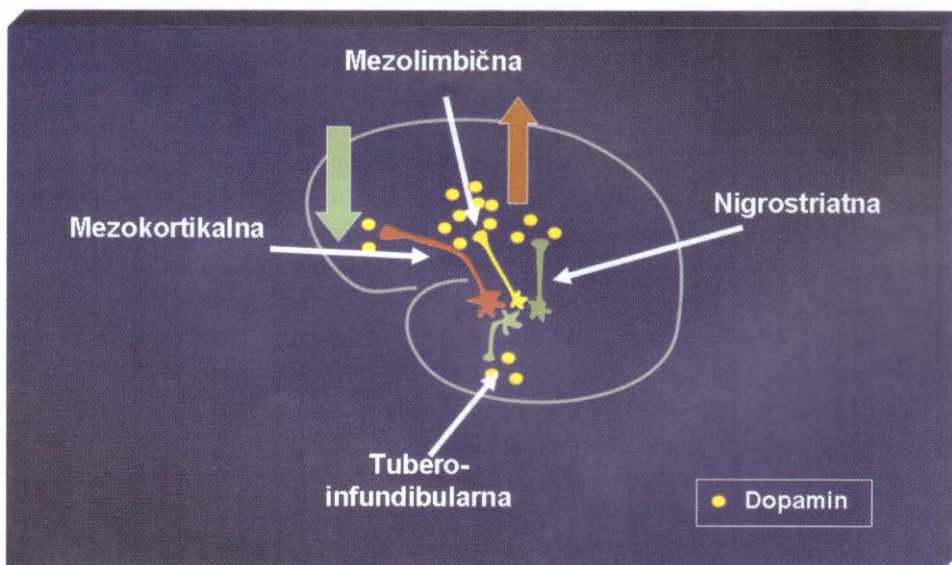 Mezolimbična
Mezokortikalna
Nigrostriatna
Tubero-
infundibularna
Dopamin